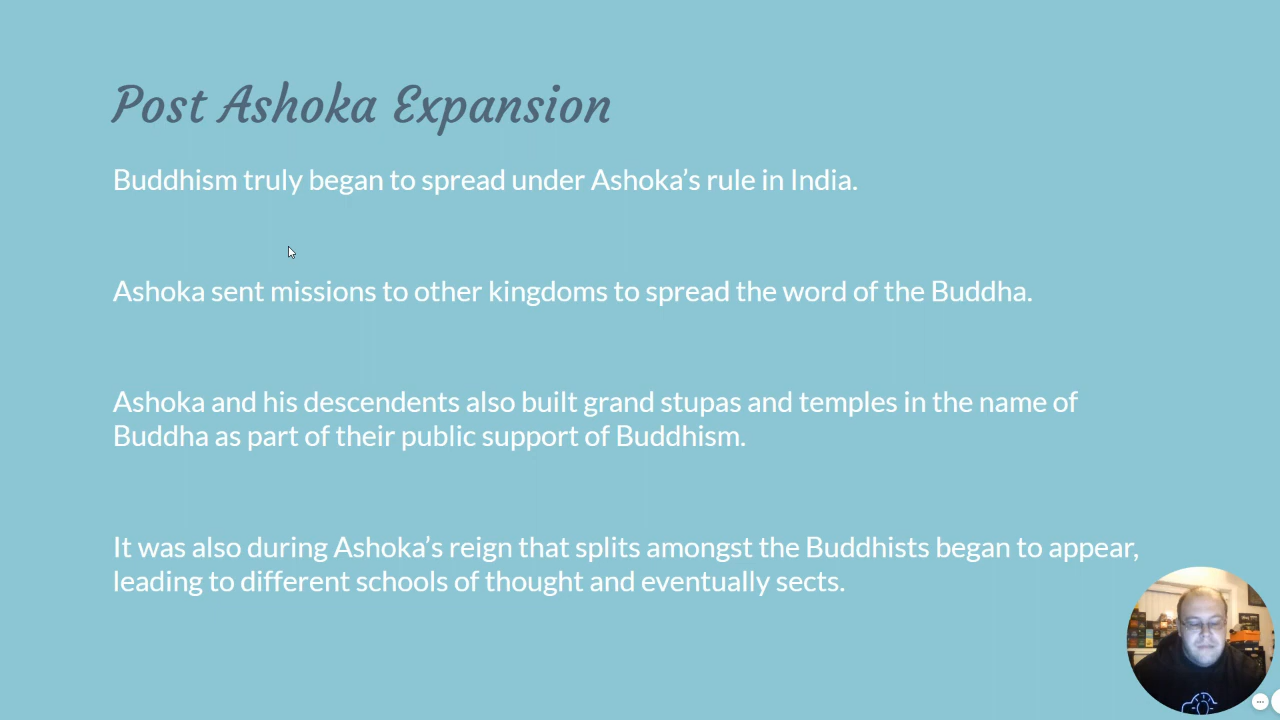 Post Ashoka Expansion
Buddhism truly began to spread under Ashoka’s rule in India.
Ashoka sent missions to other kingdoms to spread the word of the Buddha.
Ashoka and his descendents also built grand stupas and temples in the name of
Buddha as part of their public support of Buddhism.
It was also during Ashoka’s reign that splits amongst the Buddhists began to appear,
leading to different schools of thought and eventually sects.